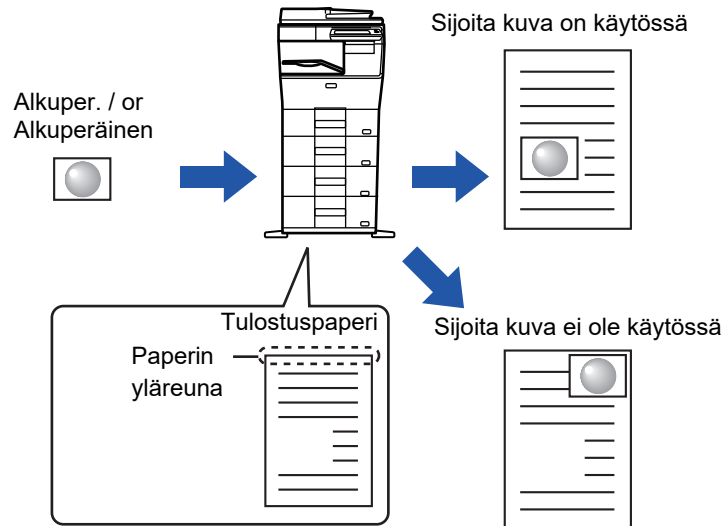 Sijoita kuva on käytössä
Alkuper. / or
Alkuperäinen
Tulostuspaperi
Paperin
yläreuna
Sijoita kuva ei ole käytössä